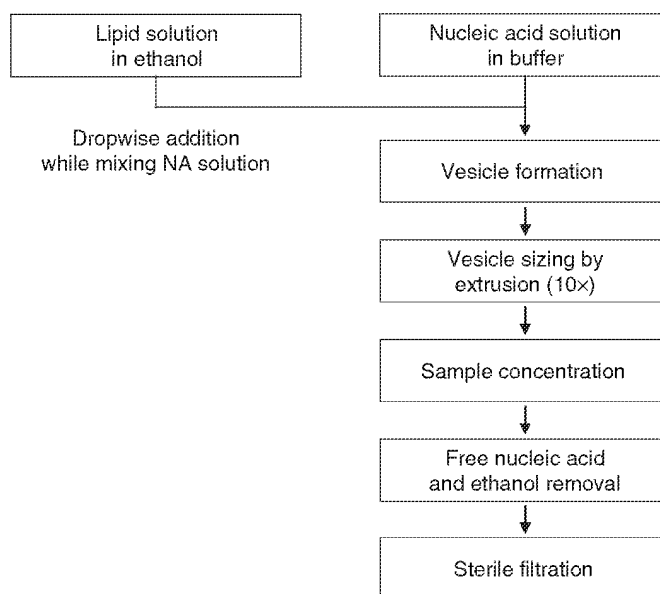 Lipid solution
in ethanol
Nucleic acid solution
in buffer
Dropwise addition
while mixing NA solution
Vesicle formation
Vesicle sizing by
extrusion (10×)
Sample concentration
Free nucleic acid
and ethanol removal
Sterile filtration